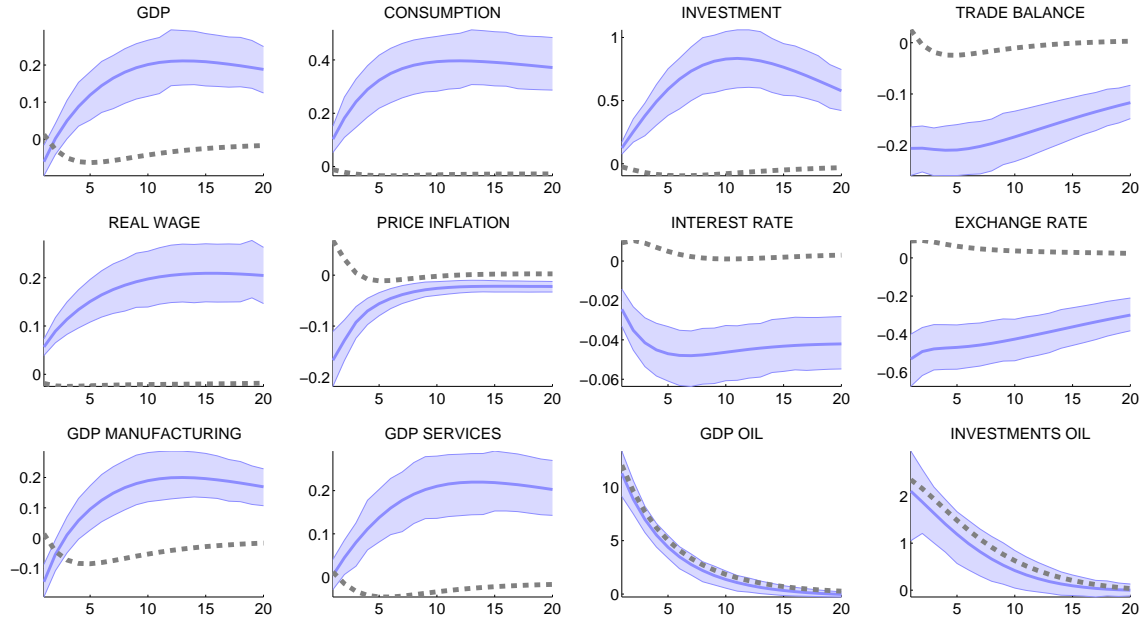 GDP CONSUMPTION INVESTMENT TRADE BALANCE
0.2
0.1
0
5 10 15 20
0.4
0.2
0
5 10 15 20
1
0.5
0
5 10 15 20
0
−0.1
−0.2
5 10 15 20
REAL WAGE PRICE INFLATION INTEREST RATE EXCHANGE RATE
0.2
0.1
0
5 10 15 20
0
−0.1
−0.2
5 10 15 20
0
−0.02
−0.04
−0.06
5 10 15 20
0
−0.2
−0.4
−0.6
5 10 15 20
GDP MANUFACTURING GDP SERVICES GDP OIL INVESTMENTS OIL
0.2
0.1
0
−0.1
5 10 15 20
0.2
0.1
0
5 10 15 20
10
5
0
5 10 15 20
2
1
0
5 10 15 20